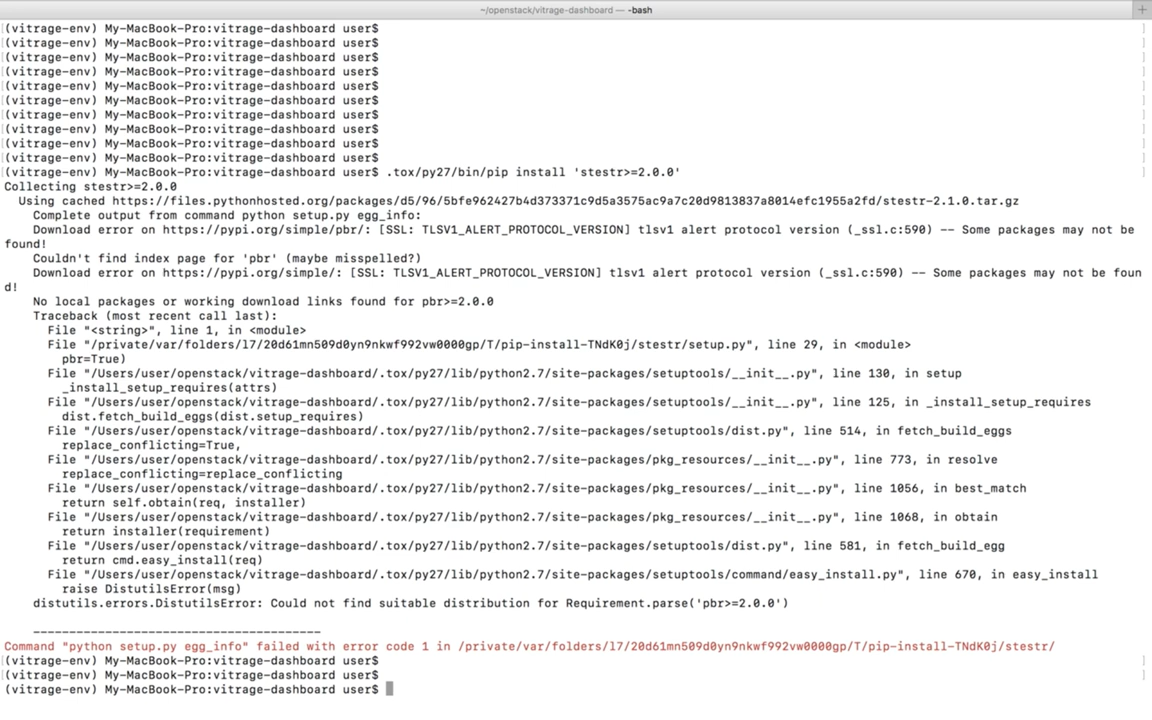 ~/openstack/vitrage-dashboard — -bash
(vitrage-env) My-MacBook-Pro:vitrage-dashboard user$
(vitrage-env) My-MacBook-Pro:vitrage-dashboard user$
(vitrage-env) My-MacBook-Pro:vitrage-dashboard user$
(vitrage-env) My-MacBook-Pro:vitrage-dashboard user$
(vitrage-env) My-MacBook-Pro:vitrage-dashboard user$
(vitrage-env) My-MacBook-Pro:vitrage-dashboard user$
(vitrage-env) My-MacBook-Pro:vitrage-dashboard user$
(vitrage-env) My-MacBook-Pro:vitrage-dashboard user$
(vitrage-env) My-MacBook-Pro:vitrage-dashboard user$
(vitrage-env) My-MacBook-Pro:vitrage-dashboard user$
(vitrage-env) My-MacBook-Pro:vitrage-dashboard user$ .tox/py27/bin/pip install 'stestr>=2.0.0'
Collecting stestr>=2.0.0
Using cached https://files.pythonhosted.org/packages/d5/96/5bfe962427b4d373371c9d5a3575ac9a7c20d9813837a8014efc1955a2fd/stestr-2.1.0.tar.gz
Complete output from command python setup.py egg_info:
Download error on https://pypi.org/simple/pbr/: [SSL: TLSV1_ALERT_PROTOCOL_VERSION] tlsv1 alert protocol version (_ssl.c:590) -- Some packages may not be
found!
Couldn't find index page for 'pbr' (maybe misspelled?)
Download error on https://pypi.org/simple/: [SSL: TLSV1_ALERT_PROTOCOL_VERSION] tlsv1 alert protocol version (_ssl.c:590) -- Some packages may not be foun
d!
No local packages or working download links found for pbr>=2.0.0
Traceback (most recent call last):
File "<string>", line 1, in <module>
File "/private/var/folders/l7/20d61mn509d0yn9nkwf992vw0000gp/T/pip-install-TNdK0j/stestr/setup.py", line 29, in <module>
pbr=True)
File "/Users/user/openstack/vitrage-dashboard/.tox/py27/lib/python2.7/site-packages/setuptools/__init__.py", line 130, in setup
_install_setup_requires(attrs)
File "/Users/user/openstack/vitrage-dashboard/.tox/py27/lib/python2.7/site-packages/setuptools/__init__.py", line 125, in _install_setup_requires
dist.fetch_build_eggs(dist.setup_requires)
File "/Users/user/openstack/vitrage-dashboard/.tox/py27/lib/python2.7/site-packages/setuptools/dist.py", line 514, in fetch_build_eggs
replace_conflicting=True,
File "/Users/user/openstack/vitrage-dashboard/.tox/py27/lib/python2.7/site-packages/pkg_resources/__init__.py", line 773, in resolve
replace_conflicting=replace_conflicting
File "/Users/user/openstack/vitrage-dashboard/.tox/py27/lib/python2.7/site-packages/pkg_resources/__init__.py", line 1056, in best_match
return self.obtain(req, installer)
File "/Users/user/openstack/vitrage-dashboard/.tox/py27/lib/python2.7/site-packages/pkg_resources/__init__.py", line 1068, in obtain
return installer(requirement)
File "/Users/user/openstack/vitrage-dashboard/.tox/py27/lib/python2.7/site-packages/setuptools/dist.py", line 581, in fetch_build_egg
return cmd.easy_install(req)
File "/Users/user/openstack/vitrage-dashboard/.tox/py27/lib/python2.7/site-packages/setuptools/command/easy_install.py", line 670, in easy_install
raise DistutilsError(msg)
distutils.errors.DistutilsError: Could not find suitable distribution for Requirement.parse('pbr>=2.0.0')
----------------------------------------
Command "python setup.py egg_info" failed with error code 1 in /private/var/folders/l7/20d61mn509d0yn9nkwf992vw0000gp/T/pip-install-TNdK0j/stestr/
(vitrage-env) My-MacBook-Pro:vitrage-dashboard user$
(vitrage-env) My-MacBook-Pro:vitrage-dashboard user$
(vitrage-env) My-MacBook-Pro:vitrage-dashboard user$